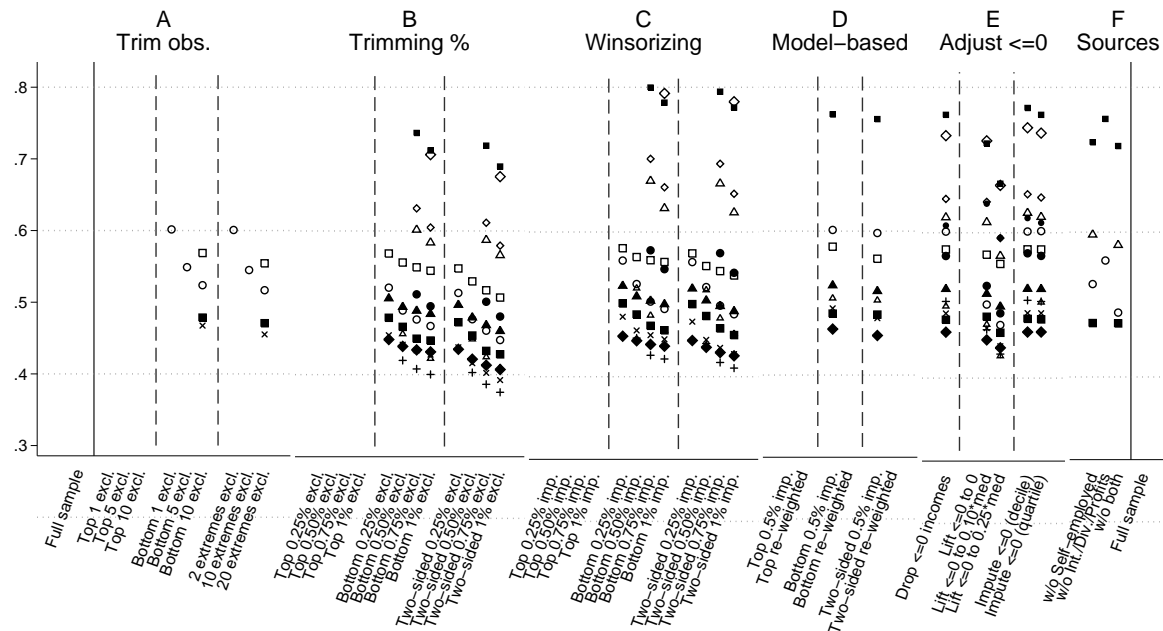 A B C D E F
Trim obs. Trimming % Winsorizing Model−based Adjust <=0 Sources
.8
.7
.6
.5
.4
.3
Full sample
Top 1 excl.
Top 5 excl.
Top 10 excl.
Bottom 1 excl.
Bottom 5 excl.
Bottom 10 excl.
2 extremes excl.
10 extremes excl.
20 extremes excl.
Top 0.25% excl.
Top 0.50% excl.
Top 0.75% excl.
Top 1% excl.
Bottom 0.25% excl.
Bottom 0.50% excl.
Bottom 0.75% excl.
Bottom 1% excl.
Two−sided 0.25% excl.
Two−sided 0.50% excl.
Two−sided 0.75% excl.
Two−sided 1% excl.
Top 0.25% imp.
Top 0.50% imp.
Top 0.75% imp.
Top 1% imp.
Bottom 0.25% imp.
Bottom 0.50% imp.
Bottom 0.75% imp.
Bottom 1% imp.
Two−sided 0.25% imp.
Two−sided 0.50% imp.
Two−sided 0.75% imp.
Two−sided 1% imp.
Top 0.5% imp.
Top re−weighted
Bottom 0.5% imp.
Bottom re−weighted
Two−sided 0.5% imp.
Two−sided re−weighted
Drop <=0 incomes
Lift <=0 to 0
Lift <=0 to 0.10*med
Lift <=0 to 0.25*med
Impute <=0 (decile)
Impute <=0 (quartile)
w/o Self−employed
w/o Int./Div./Profits
w/o both
Full sample